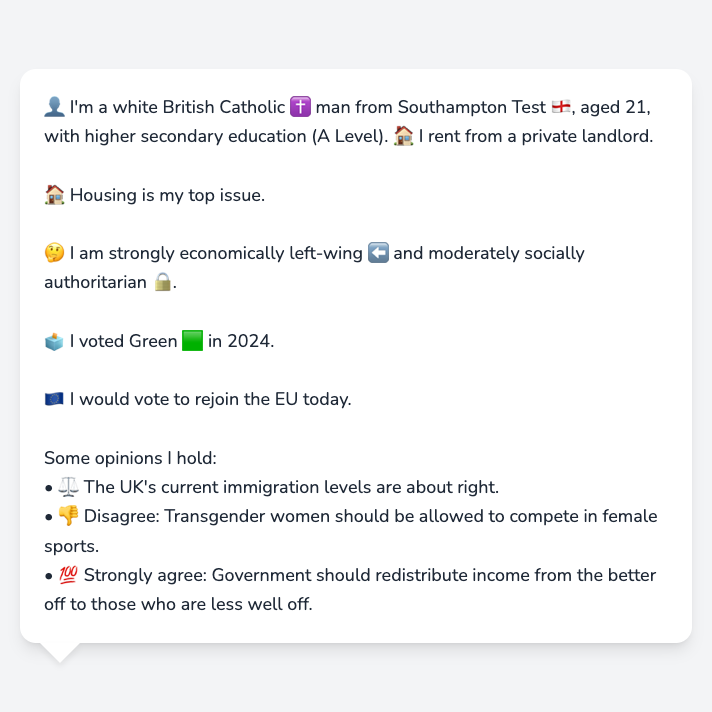 👤 I'm a white British Catholic ✝️ man from Southampton Test 🏴󠁧󠁢󠁥󠁮󠁧󠁿, aged 21,
with higher secondary education (A Level). 🏠 I rent from a private landlord.
🏠 Housing is my top issue.
🤔 I am strongly economically left-wing ⬅️ and moderately socially
authoritarian 🔒.
🗳️ I voted Green 🟩 in 2024.
🇪🇺 I would vote to rejoin the EU today.
Some opinions I hold:
• ⚖️ The UK's current immigration levels are about right.
• 👎 Disagree: Transgender women should be allowed to compete in female
sports.
• 💯 Strongly agree: Government should redistribute income from the better
off to those who are less well off.